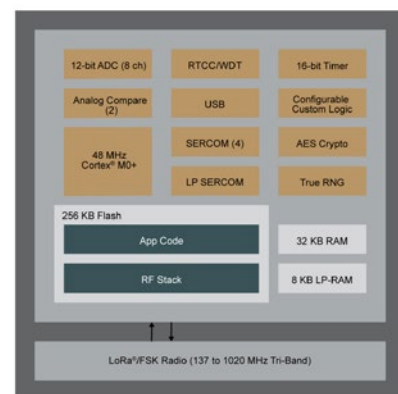 12-bit ADC (8 ch)
RTCC/WDT
16-bit Timer
Analog Compare
(2)
USB
Configurable
Custom Logic
48 MHz
Cortex® M0+
SERCOM (4)
AES Crypto
LP SERCOM
True RNG
256 KB Flash
App Code
32 KB RAM
RF Stack
8 KB LP-RAM
LoRa®/FSK Radio (137 to 1020 MHz Tri-Band)